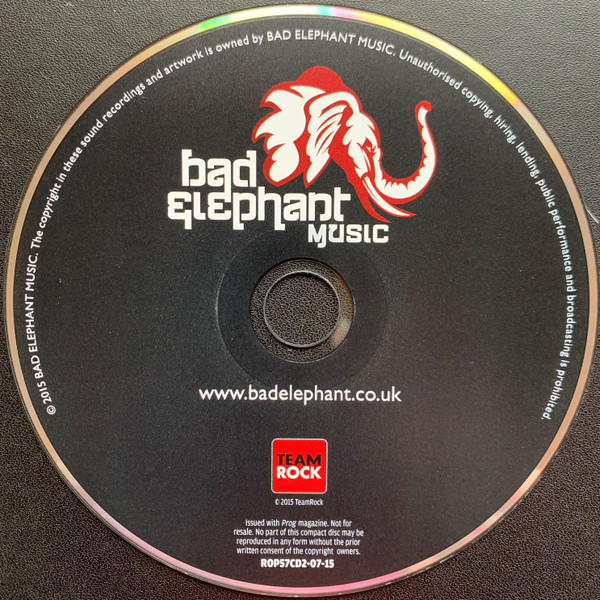 © 2015 BAD ELEPHANT MUSIC. The copyright in these sound recordings and artwork is owned by BAD ELEPHANT MUSIC. Unauthorised copying, hiring, lending, public performance and broadcasting is prohibited.
bad
elephant
MUSIC
www.badelephant.co.uk
TEAM
ROCK
© 2015 TeamRock
Issued with Prog magazine. Not for
resale. No part of this compact disc may be
reproduced in any form without the prior
written consent of the copyright owners.
ROP57CD2-07-15